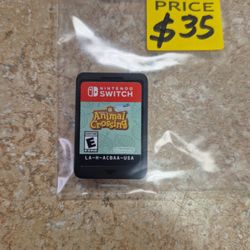 PRICE
$35
NINTENDO
SWITCH
Animal
Crossing
E
LA-H-ACBAA-USA